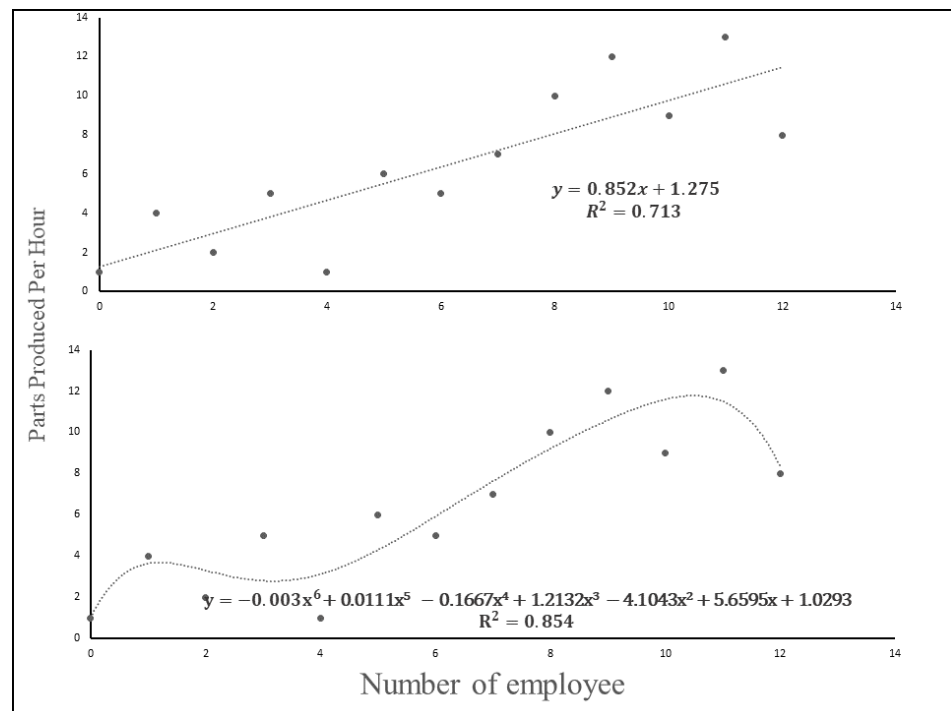 14
12
10
8
6
4
2
0
y = 0.852x + 1.275
R² = 0.713
0 2 4 6 8 10 12 14
Parts Produced Per Hour
14
12
10
8
6
4
2
0
y = −0.003x⁶ + 0.0111x⁵ − 0.1667x⁴ + 1.2132x³ − 4.1043x² + 5.6595x + 1.0293
R² = 0.854
0 2 4 6 8 10 12 14
Number of employee